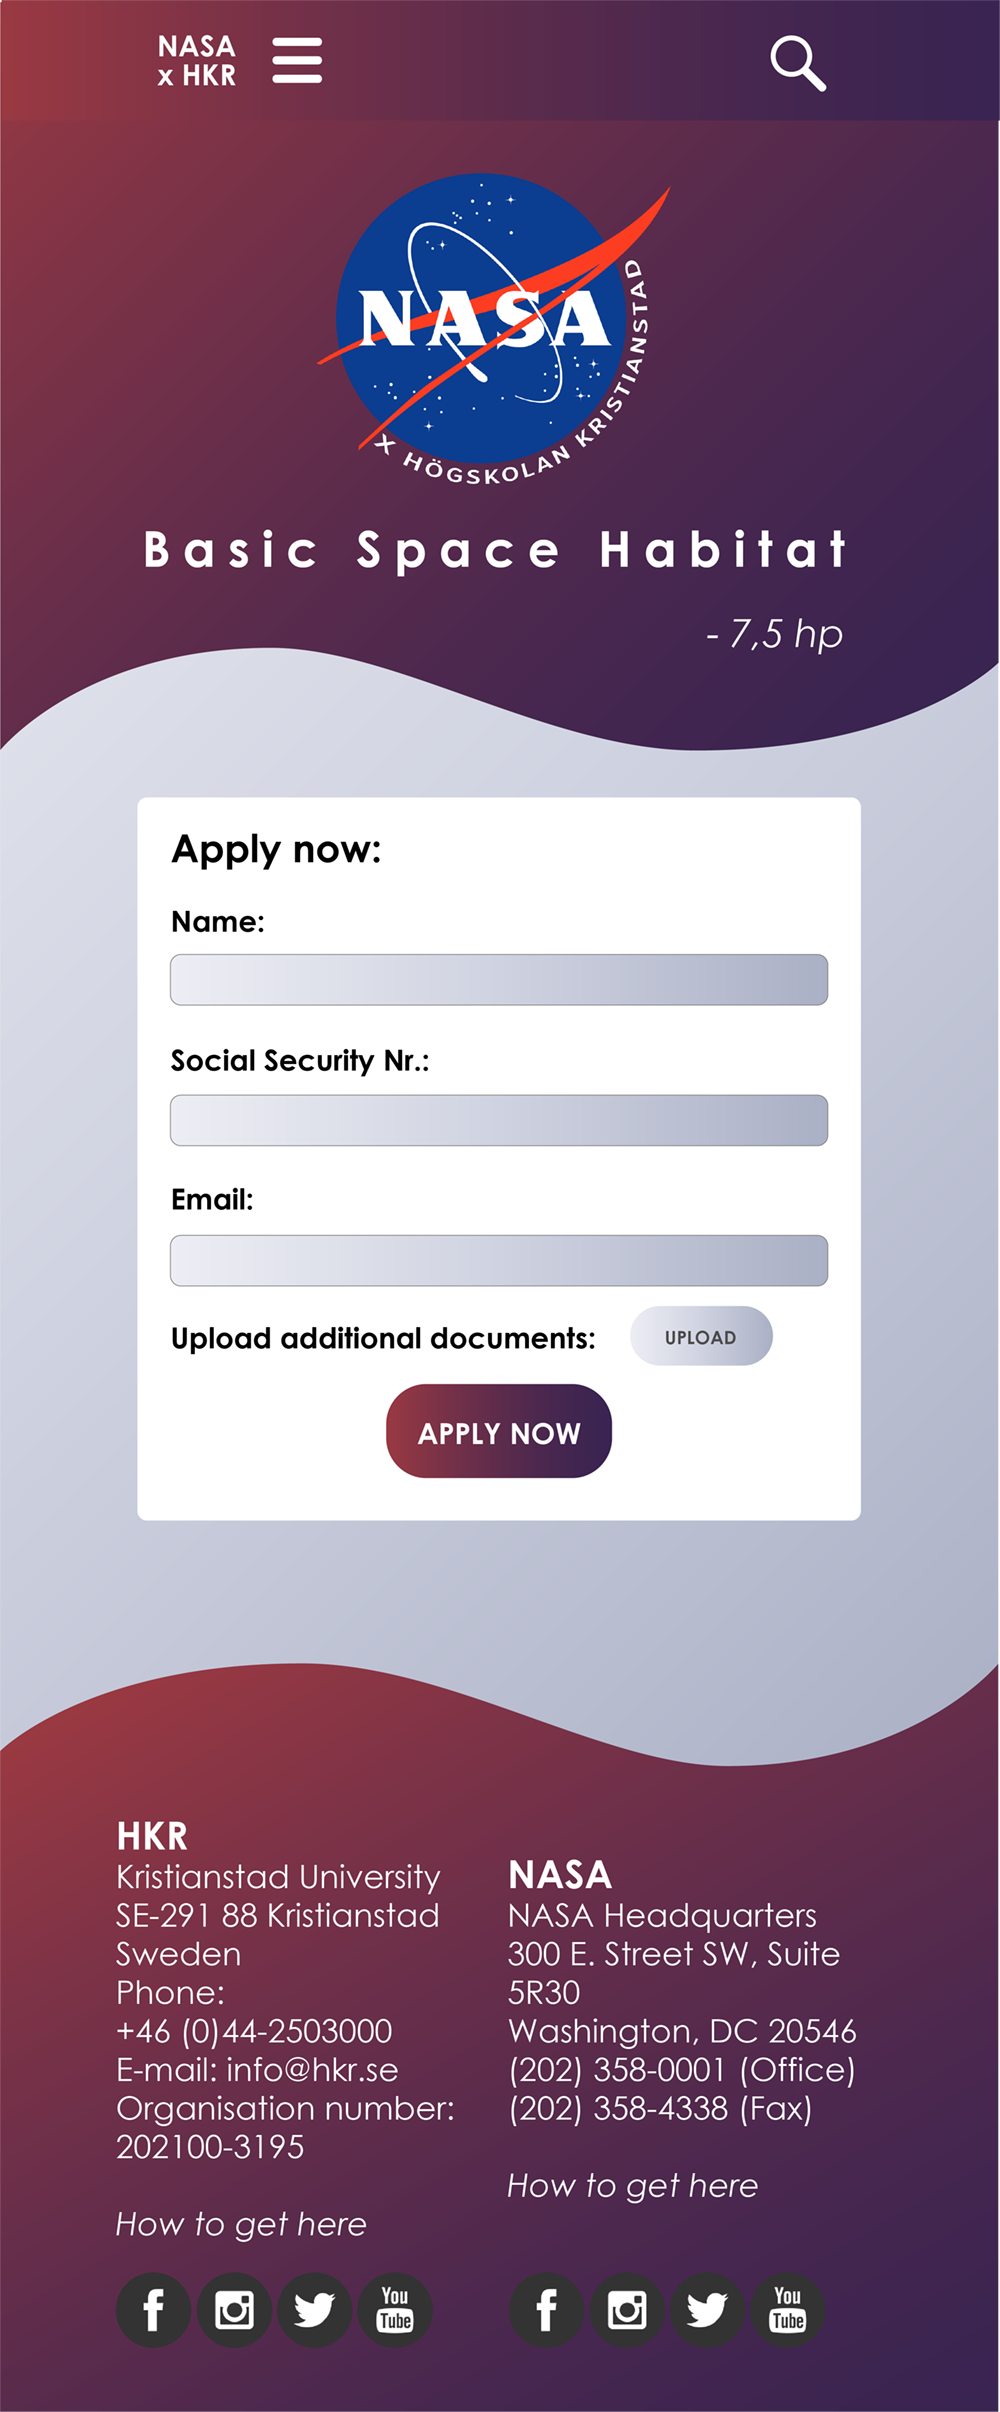 NASA
x HKR
NASA
X HÖGSKOLAN KRISTIANSTAD
Basic Space Habitat
- 7,5 hp
Apply now:
Name:
Social Security Nr.:
Email:
Upload additional documents:
UPLOAD
APPLY NOW
HKR
Kristianstad University
SE-291 88 Kristianstad
Sweden
Phone:
+46 (0)44-2503000
E-mail: info@hkr.se
Organisation number:
202100-3195
How to get here
You
Tube
NASA
NASA Headquarters
300 E. Street SW, Suite
5R30
Washington, DC 20546
(202) 358-0001 (Office)
(202) 358-4338 (Fax)
How to get here
You
Tube